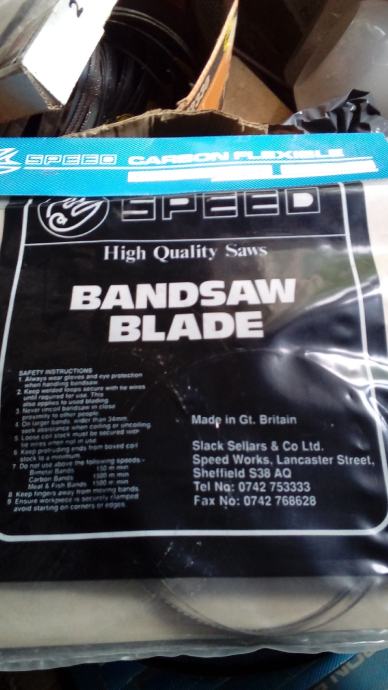 2
SPEED CARBON FLEXIBLE
SPEED
High Quality Saws
BANDSAW
BLADE
SAFETY INSTRUCTIONS
1. Always wear gloves and eye protection
when handling bandsaw
2. Keep welded loops secure with tie wires
until required for use. This
also applies to used blading
3. Never uncoil bandsaw in close
proximity to other people.
4. On larger bands, wider than 34mm,
seek assistance when coiling or uncoiling.
5. Loose coil stock must be secured with
tie wires when not in use.
6. Keep protruding ends from boxed coil
stock to a minimum
7. Do not use above the following speeds:-
Bimetal Bands
Carbon Bands
Meat & Fish Bands
8. Keep fingers away from moving bands
9. Ensure workpiece is securely clamped
avoid starting on corners or edges.
Made in Gt. Britain
Slack Sellars & Co Ltd.
Speed Works, Lancaster Street,
Sheffield S38 AQ
Tel No: 0742 753333
Fax No: 0742 768628